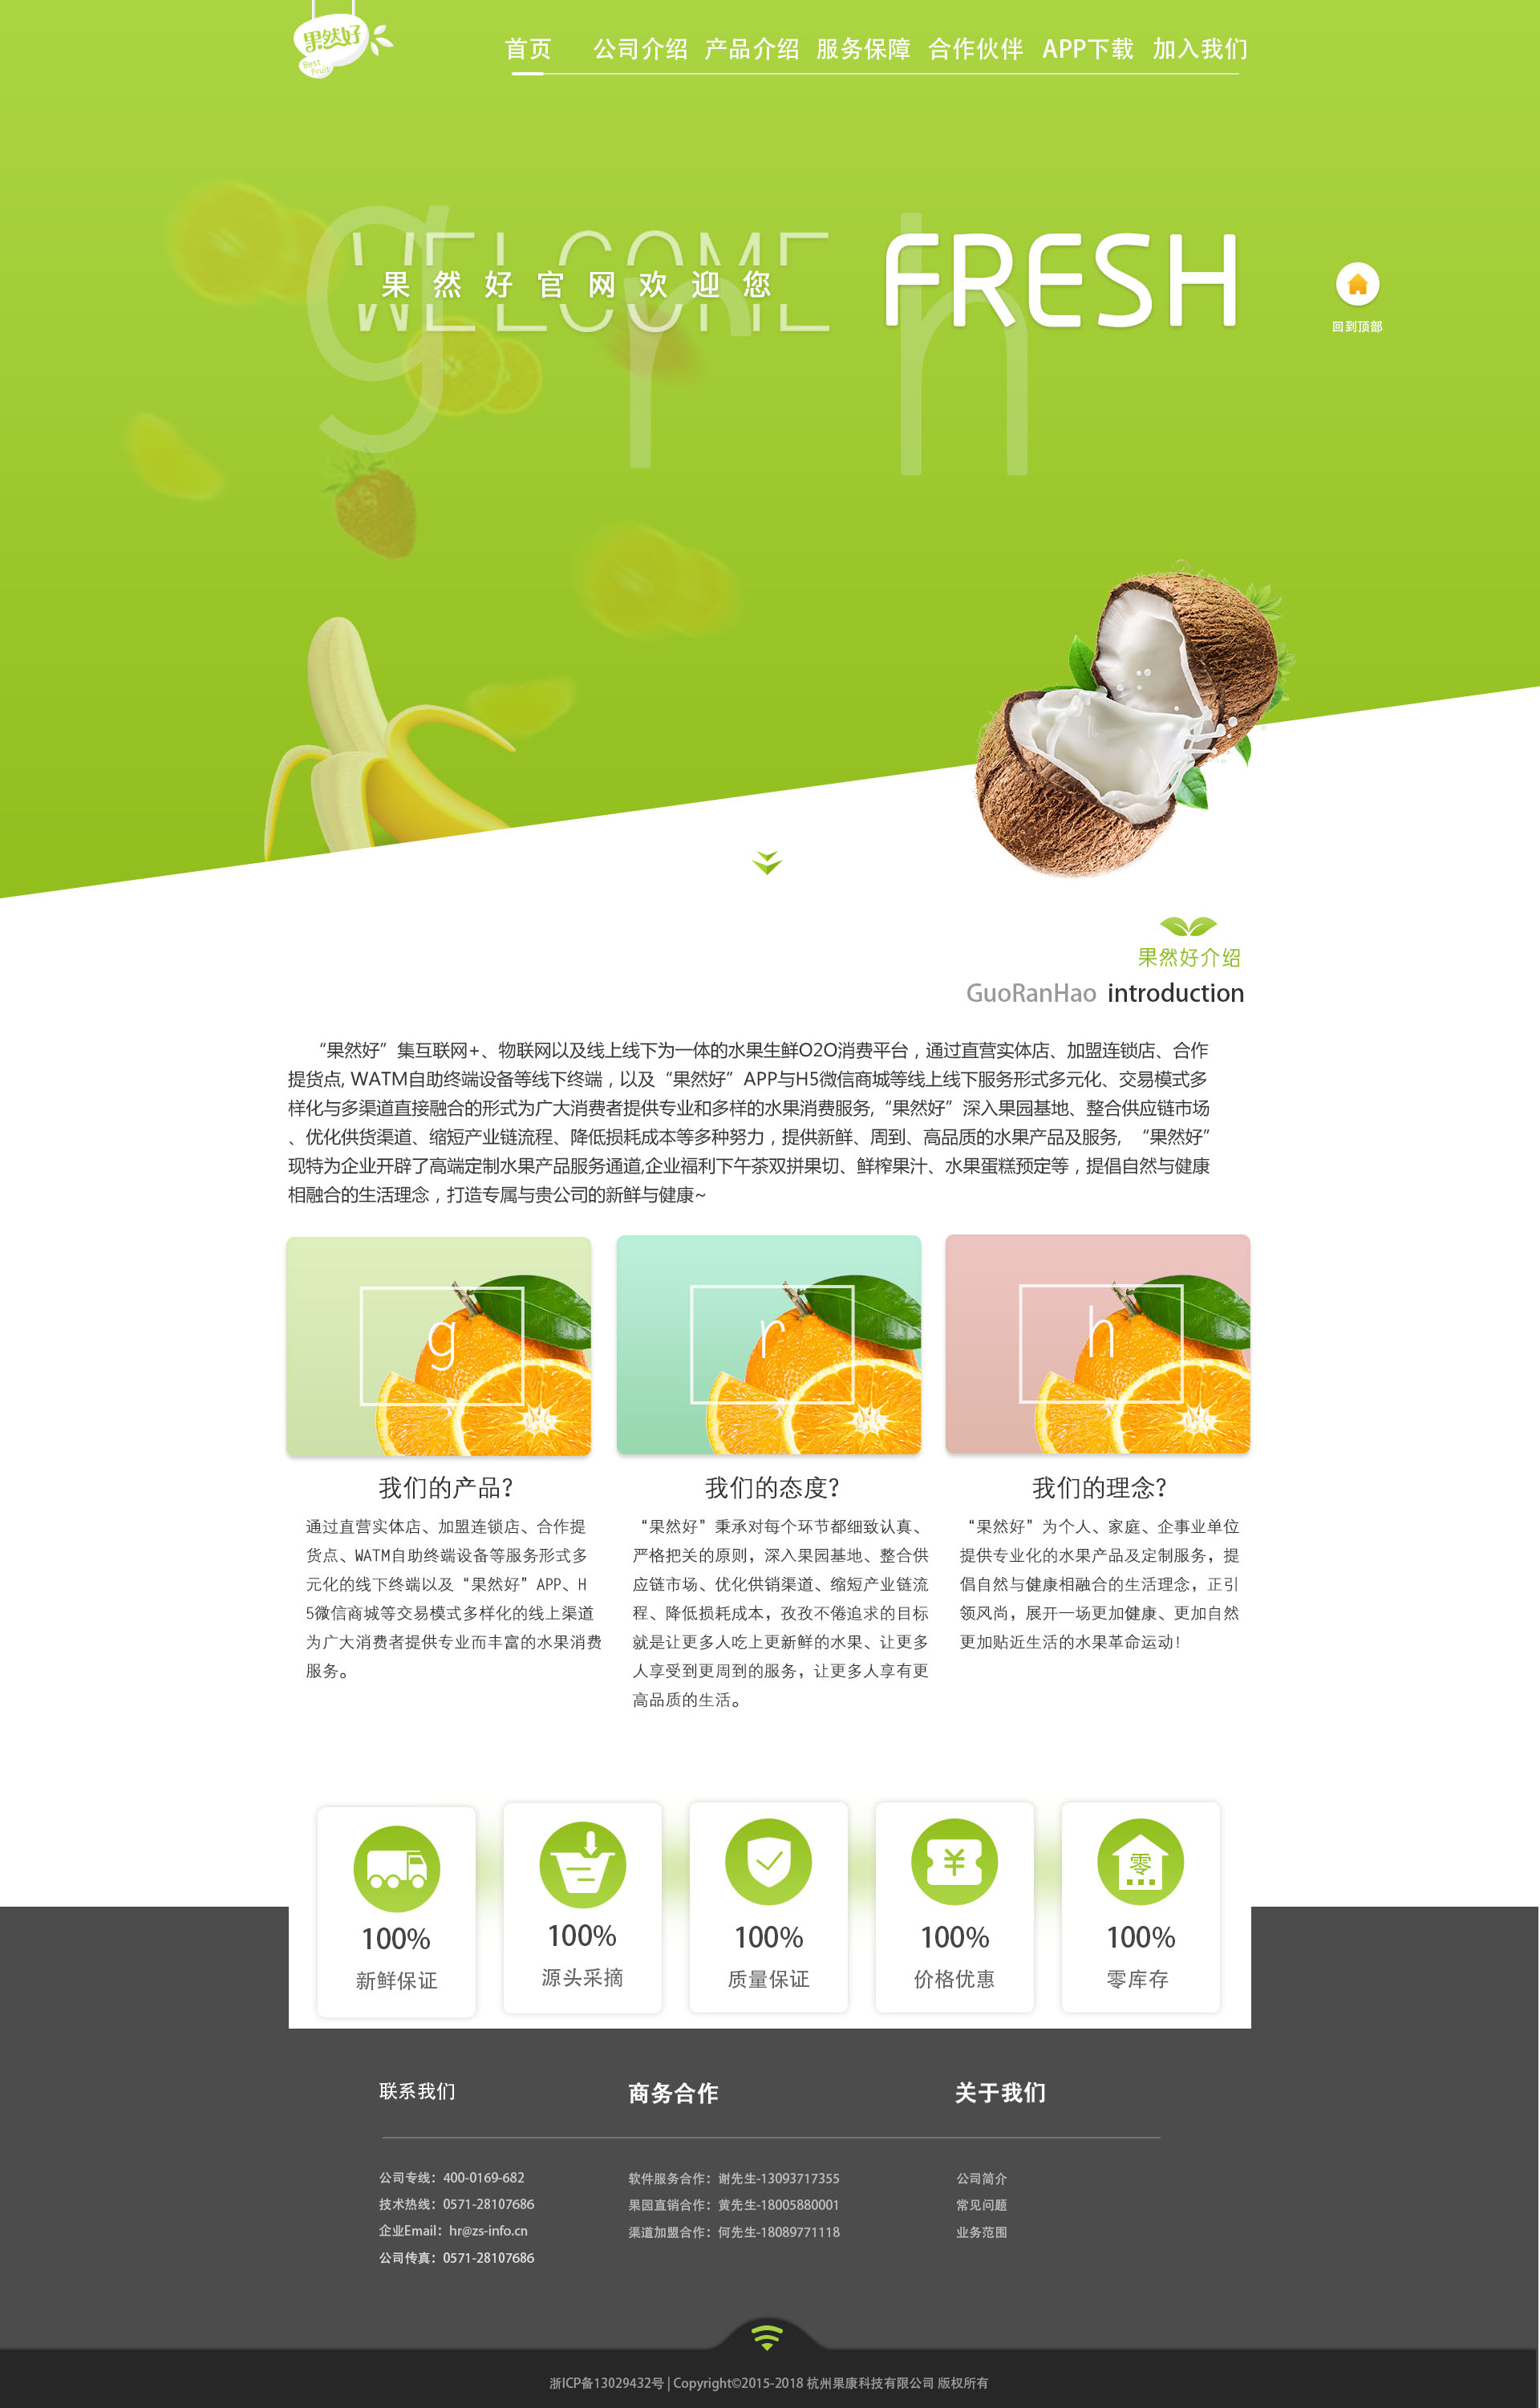 果然好
Best
Fruit
首页 公司介绍 产品介绍 服务保障 合作伙伴 APP下载 加入我们
g r h
WELCOME
果然好官网欢迎您
FRESH
回到顶部
果然好介绍
GuoRanHao introduction
“果然好”集互联网+、物联网以及线上线下为一体的水果生鲜O2O消费平台，通过直营实体店、加盟连锁店、合作
提货点, WATM自助终端设备等线下终端，以及“果然好”APP与H5微信商城等线上线下服务形式多元化、交易模式多
样化与多渠道直接融合的形式为广大消费者提供专业和多样的水果消费服务,“果然好”深入果园基地、整合供应链市场
、优化供货渠道、缩短产业链流程、降低损耗成本等多种努力，提供新鲜、周到、高品质的水果产品及服务, “果然好”
现特为企业开辟了高端定制水果产品服务通道,企业福利下午茶双拼果切、鲜榨果汁、水果蛋糕预定等，提倡自然与健康
相融合的生活理念，打造专属与贵公司的新鲜与健康~
g
r
h
我们的产品?
通过直营实体店、加盟连锁店、合作提
货点、WATM自助终端设备等服务形式多
元化的线下终端以及“果然好”APP、H
5微信商城等交易模式多样化的线上渠道
为广大消费者提供专业而丰富的水果消费
服务。
我们的态度?
“果然好”秉承对每个环节都细致认真、
严格把关的原则，深入果园基地、整合供
应链市场、优化供销渠道、缩短产业链流
程、降低损耗成本，孜孜不倦追求的目标
就是让更多人吃上更新鲜的水果、让更多
人享受到更周到的服务，让更多人享有更
高品质的生活。
我们的理念?
“果然好”为个人、家庭、企事业单位
提供专业化的水果产品及定制服务，提
倡自然与健康相融合的生活理念，正引
领风尚，展开一场更加健康、更加自然
更加贴近生活的水果革命运动!
100%
新鲜保证
100%
源头采摘
100%
质量保证
¥
100%
价格优惠
零
100%
零库存
联系我们
公司专线：400-0169-682
技术热线：0571-28107686
企业Email：hr@zs-info.cn
公司传真：0571-28107686
商务合作
软件服务合作：谢先生-13093717355
果园直销合作：黄先生-18005880001
渠道加盟合作：何先生-18089771118
关于我们
公司简介
常见问题
业务范围
浙ICP备13029432号 | Copyright©2015-2018 杭州果康科技有限公司 版权所有